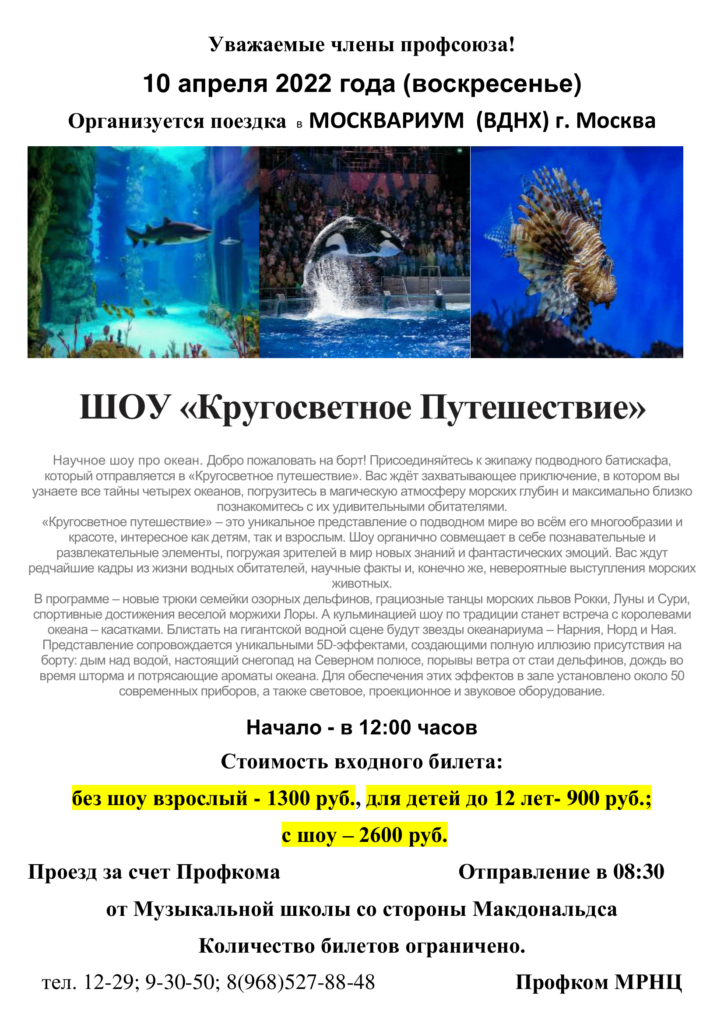 Уважаемые члены профсоюза!
10 апреля 2022 года (воскресенье)
Организуется поездка в МОСКВАРИУМ (ВДНХ) г. Москва
ШОУ «Кругосветное Путешествие»
Научное шоу про океан. Добро пожаловать на борт! Присоединяйтесь к экипажу подводного батискафа,
который отправляется в «Кругосветное путешествие». Вас ждёт захватывающее приключение, в котором вы
узнаете все тайны четырех океанов, погрузитесь в магическую атмосферу морских глубин и максимально близко
познакомитесь с их удивительными обитателями.
«Кругосветное путешествие» – это уникальное представление о подводном мире во всём его многообразии и
красоте, интересное как детям, так и взрослым. Шоу органично совмещает в себе познавательные и
развлекательные элементы, погружая зрителей в мир новых знаний и фантастических эмоций. Вас ждут
редчайшие кадры из жизни водных обитателей, научные факты и, конечно же, невероятные выступления морских
животных.
В программе – новые трюки семейки озорных дельфинов, грациозные танцы морских львов Рокки, Луны и Сури,
спортивные достижения веселой моржихи Лоры. А кульминацией шоу по традиции станет встреча с королевами
океана – касатками. Блистать на гигантской водной сцене будут звезды океанариума – Нарния, Норд и Ная.
Представление сопровождается уникальными 5D-эффектами, создающими полную иллюзию присутствия на
борту: дым над водой, настоящий снегопад на Северном полюсе, порывы ветра от стаи дельфинов, дождь во
время шторма и потрясающие ароматы океана. Для обеспечения этих эффектов в зале установлено около 50
современных приборов, а также световое, проекционное и звуковое оборудование.
Начало - в 12:00 часов
Стоимость входного билета:
без шоу взрослый - 1300 руб., для детей до 12 лет- 900 руб.;
с шоу – 2600 руб.
Проезд за счет Профкома Отправление в 08:30
от Музыкальной школы со стороны Макдональдса
Количество билетов ограничено.
тел. 12-29; 9-30-50; 8(968)527-88-48 Профком МРНЦ